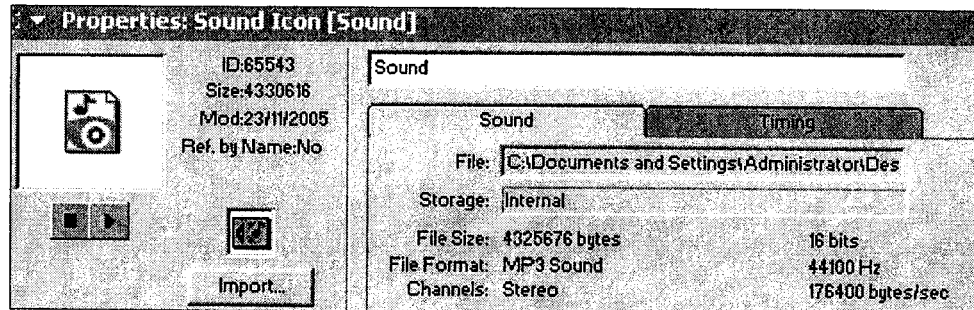 Properties: Sound Icon [Sound]
ID:65543
Size:4330616
Mod:23/11/2005
Ref. by Name:No
Import...
Sound
Sound
Timing
File: C:\Documents and Settings\Administrator\Des
Storage: Internal
File Size: 4325676 bytes 16 bits
File Format: MP3 Sound 44100 Hz
Channels: Stereo 176400 bytes/sec